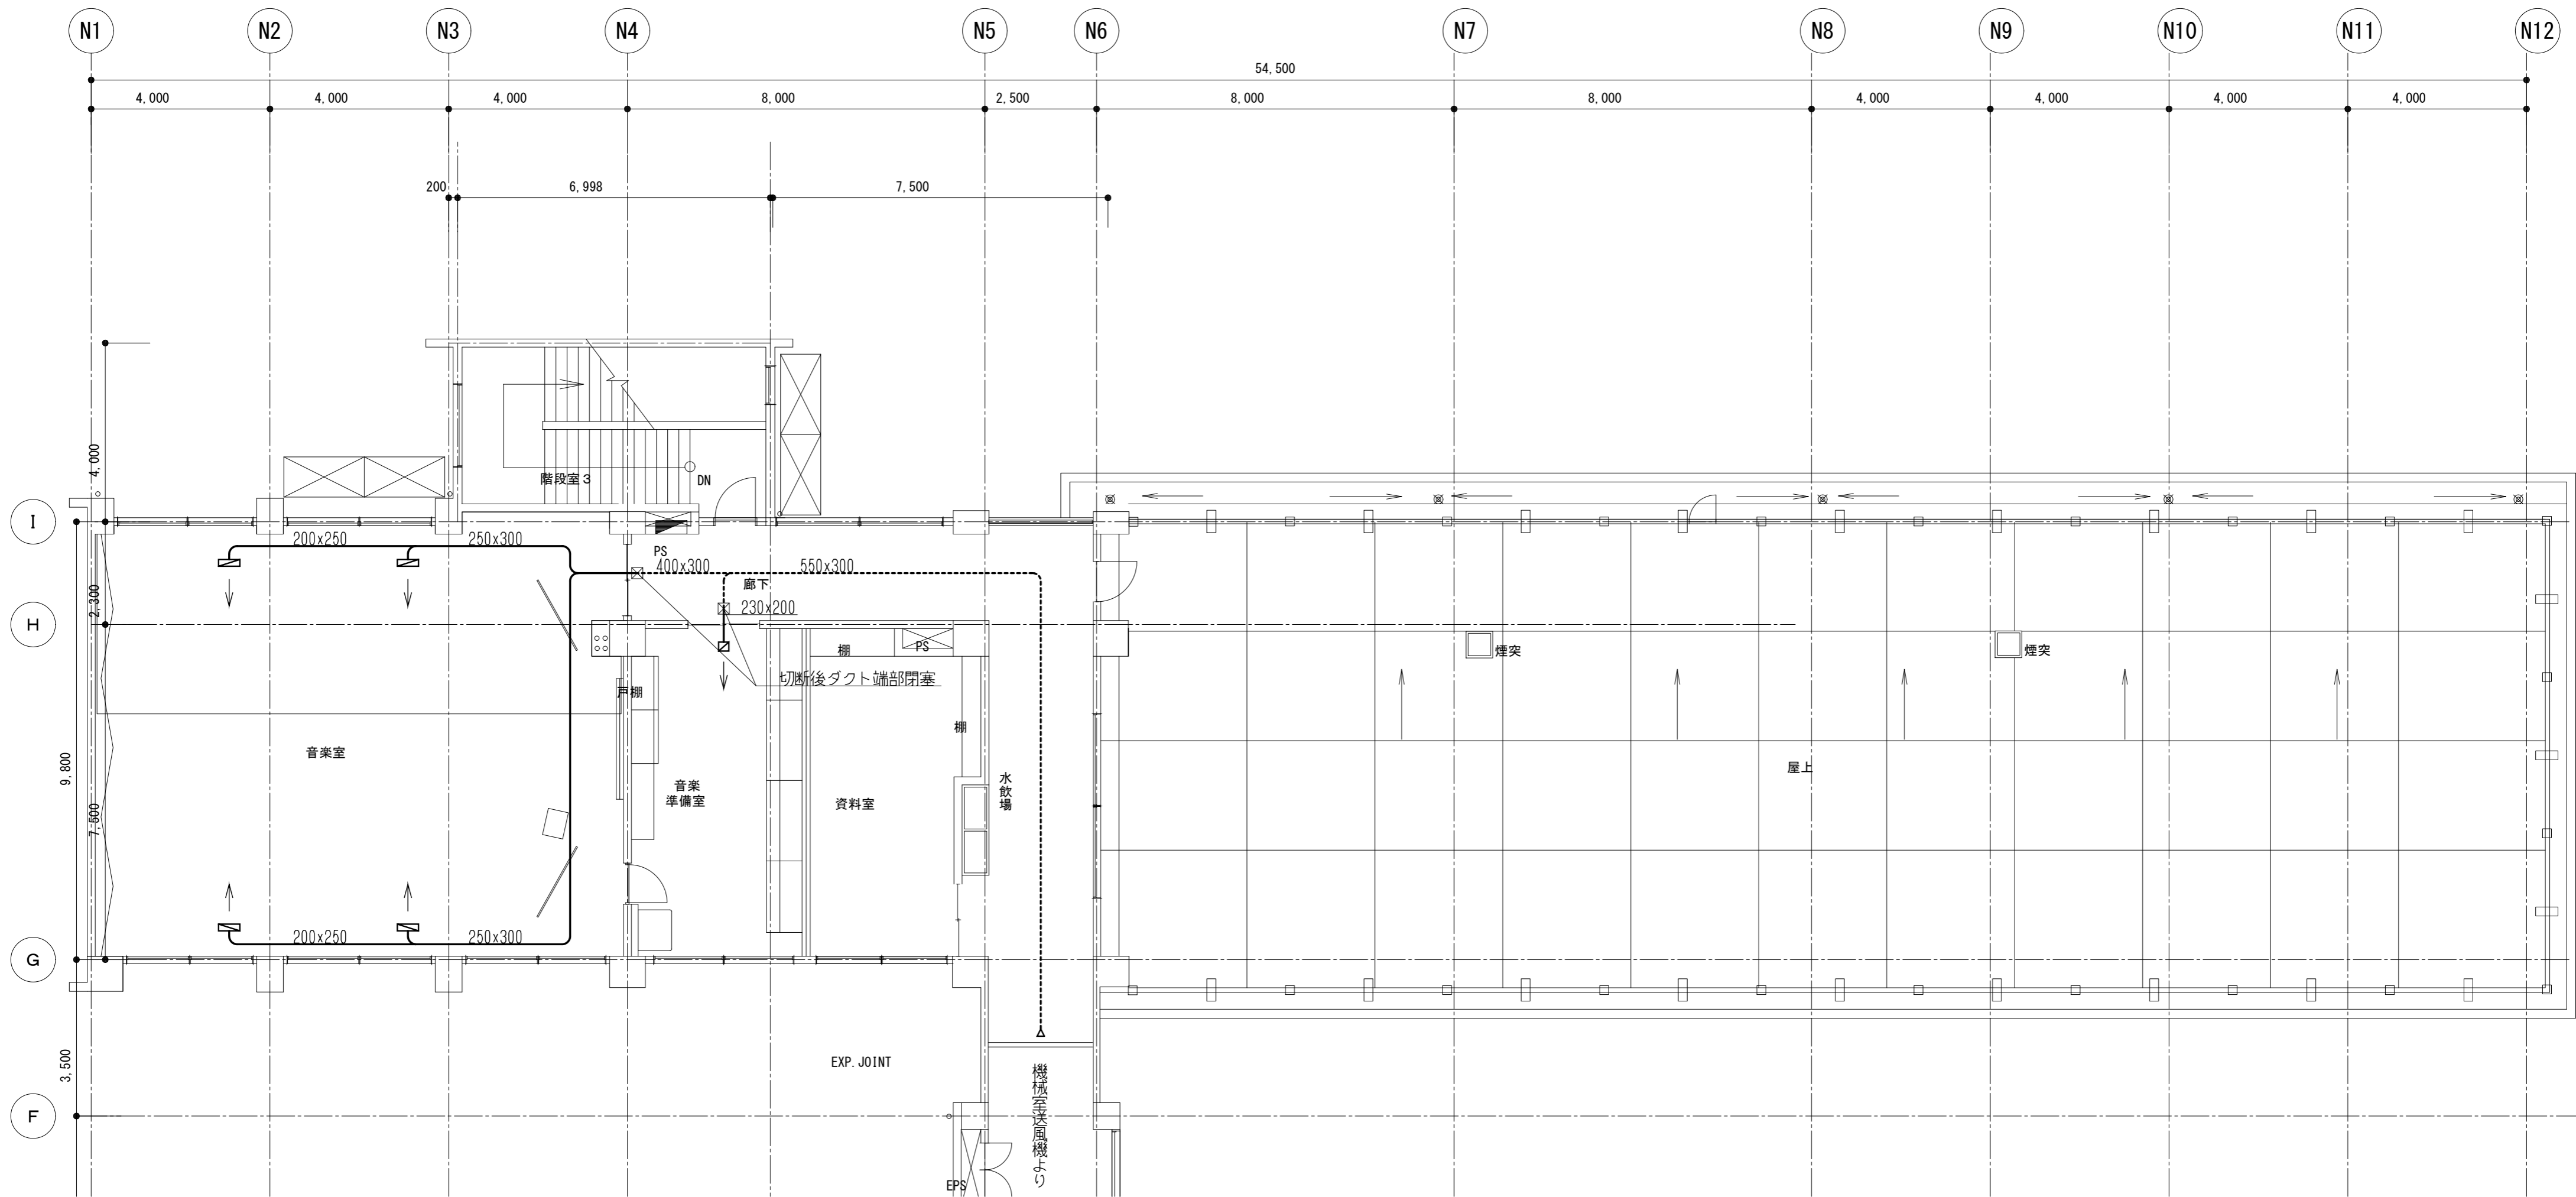 N1 N2 N3 N4 N5 N6 N7 N8 N9 N10 N11 N12
54,500
4,000 4,000 4,000 8,000 2,500 8,000 8,000 4,000 4,000 4,000 4,000
200 6,998 7,500
4,000
階段室3
DN
I
200x250 250x300
PS
400x300 550x300
廊下
2,300
230x200
H
棚
PS
煙突
煙突
切断後ダクト端部閉塞
戸棚
棚
音楽室
9,800
屋上
水飲場
音楽
準備室
資料室
7,500
200x250 250x300
G
3,500
EXP.JOINT
機械室送風機より
F
EPS